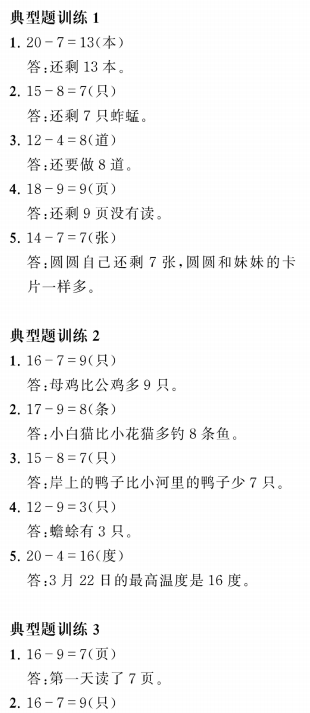 典型题训练 1
1. 20-7=13(本)
答:还剩 13 本。
2. 15-8=7(只)
答:还剩 7 只蚱蜢。
3. 12-4=8(道)
答:还要做 8 道。
4. 18-9=9(页)
答:还剩 9 页没有读。
5. 14-7=7(张)
答:圆圆自己还剩 7 张,圆圆和妹妹的卡
片一样多。
典型题训练 2
1. 16-7=9(只)
答:母鸡比公鸡多 9 只。
2. 17-9=8(条)
答:小白猫比小花猫多钓 8 条鱼。
3. 15-8=7(只)
答:岸上的鸭子比小河里的鸭子少 7 只。
4. 12-9=3(只)
答:蟾蜍有 3 只。
5. 20-4=16(度)
答:3 月 22 日的最高温度是 16 度。
典型题训练 3
1. 16-9=7(页)
答:第一天读了 7 页。
2. 16-7=9(只)